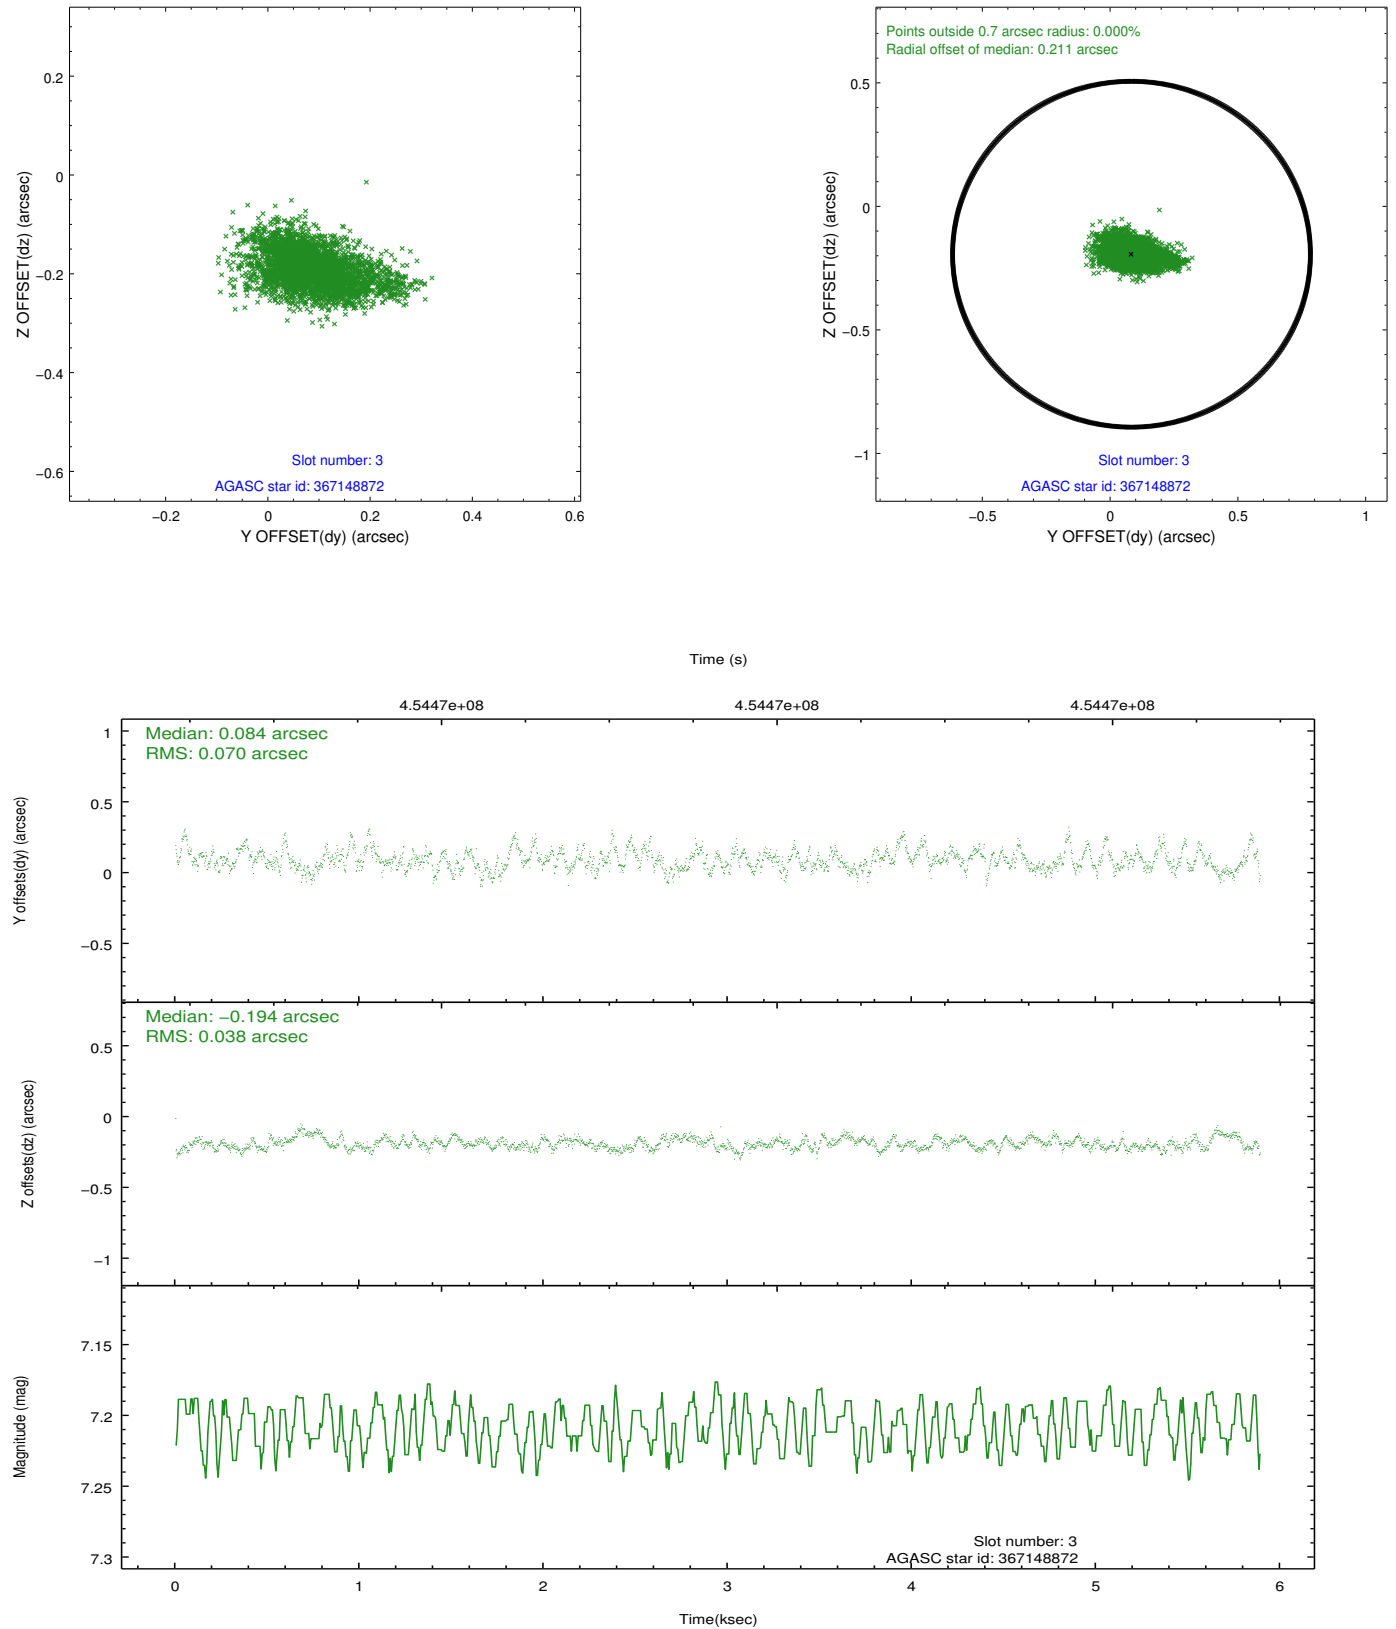 0.2
0
−0.2
−0.4
−0.6
Z OFFSET(dz) (arcsec)
Slot number: 3
AGASC star id: 367148872
−0.2
0
0.2
0.4
0.6
Y OFFSET(dy) (arcsec)
Points outside 0.7 arcsec radius: 0.000%
Radial offset of median: 0.211 arcsec
0.5
0
−0.5
−1
Z OFFSET(dz) (arcsec)
Slot number: 3
AGASC star id: 367148872
−0.5
0
0.5
1
Y OFFSET(dy) (arcsec)
Time (s)
4.5447e+08
4.5447e+08
4.5447e+08
Median: 0.084 arcsec
RMS: 0.070 arcsec
1
0.5
0
−0.5
Y offsets(dy) (arcsec)
Median: −0.194 arcsec
RMS: 0.038 arcsec
0.5
0
−0.5
−1
Z offsets(dz) (arcsec)
7.15
7.2
7.25
7.3
Magnitude (mag)
Slot number: 3
AGASC star id: 367148872
0
1
2
3
4
5
6
Time(ksec)